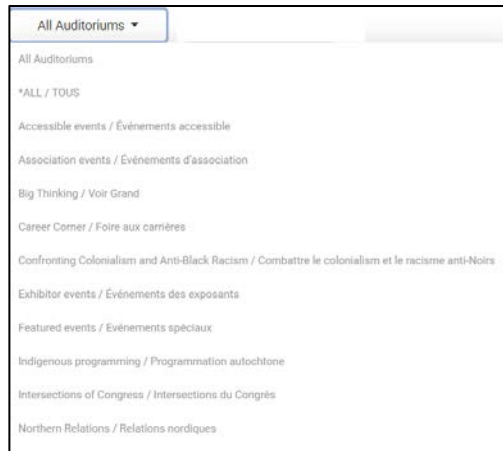 All Auditoriums
All Auditoriums
*ALL / TOUS
Accessible events / Événements accessible
Association events / Événements d'association
Big Thinking / Voir Grand
Career Corner / Foire aux carrières
Confronting Colonialism and Anti-Black Racism / Combattre le colonialism et le racisme anti-Noirs
Exhibitor events / Événements des exposants
Featured events / Evénements spéciaux
Indigenous programming / Programmation autochtone
Intersections of Congress / Intersections du Congrès
Northern Relations / Relations nordiques